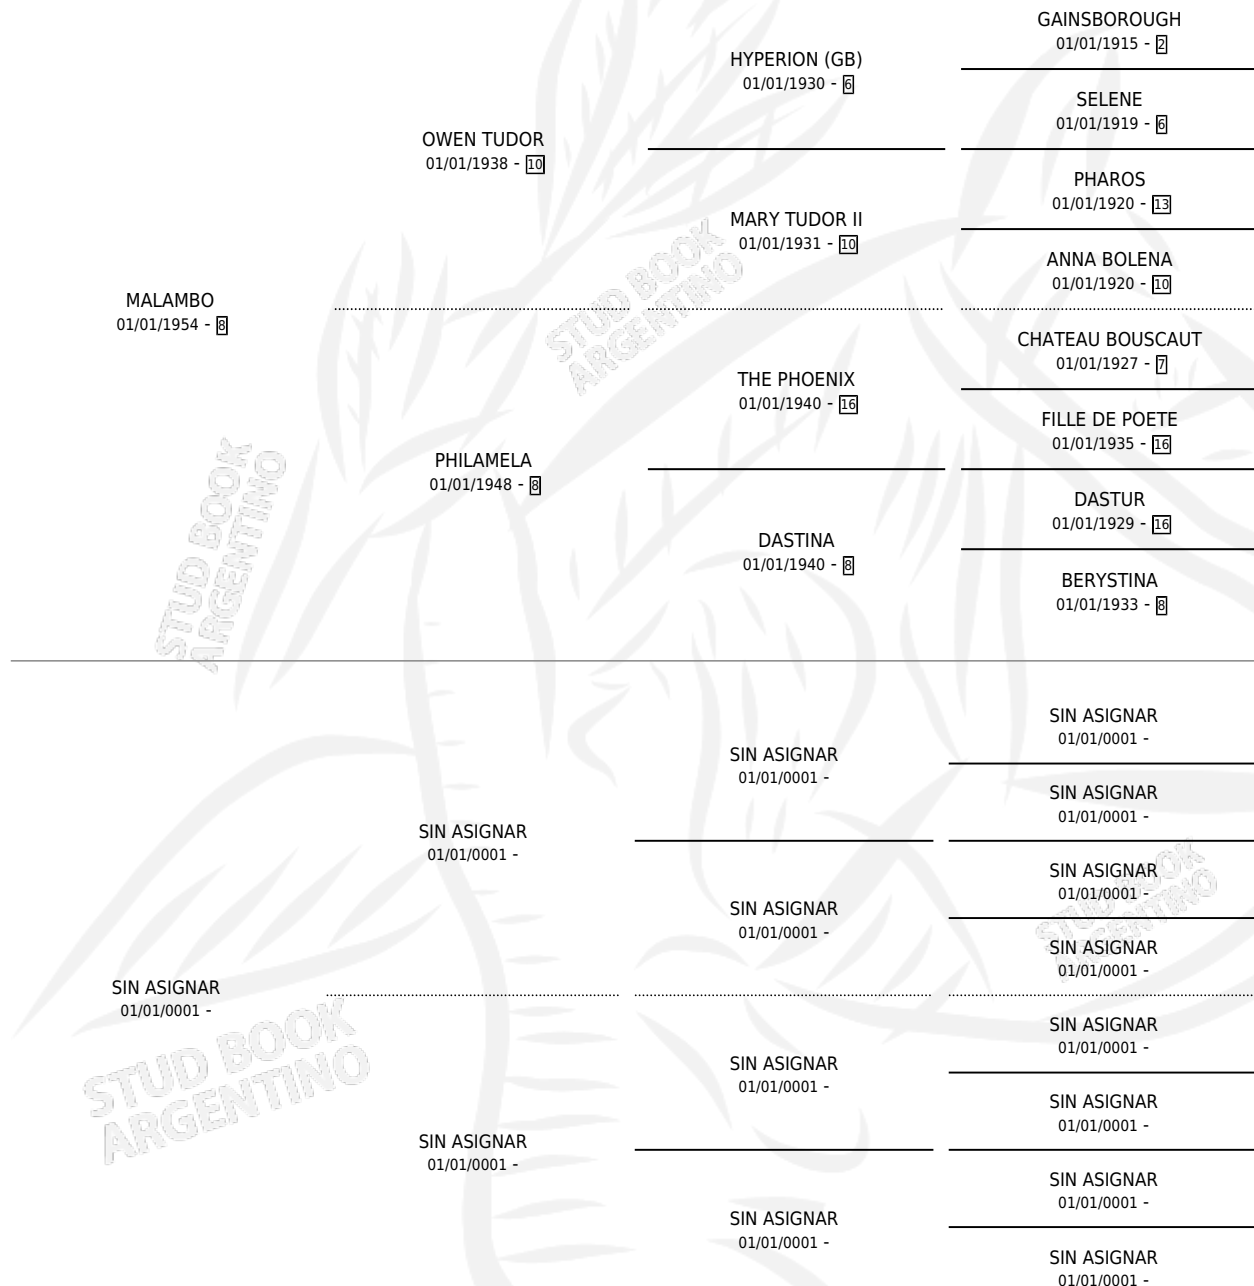 GAINSBOROUGH
01/01/1915 - 2
HYPERION (GB)
01/01/1930 - 6
SELENE
01/01/1919 - 6
OWEN TUDOR
01/01/1938 - 10
PHAROS
01/01/1920 - 13
MARY TUDOR II
01/01/1931 - 10
ANNA BOLENA
01/01/1920 - 10
MALAMBO
01/01/1954 - 8
CHATEAU BOUSCAUT
01/01/1927 - 7
THE PHOENIX
01/01/1940 - 16
FILLE DE POETE
01/01/1935 - 16
PHILAMELA
01/01/1948 - 8
DASTUR
01/01/1929 - 16
DASTINA
01/01/1940 - 8
BERYSTINA
01/01/1933 - 8
STUD BOOK
ARGENTINO
STUD BOOK
ARGENTINO
SIN ASIGNAR
01/01/0001 -
SIN ASIGNAR
01/01/0001 -
SIN ASIGNAR
01/01/0001 -
SIN ASIGNAR
01/01/0001 -
SIN ASIGNAR
01/01/0001 -
SIN ASIGNAR
01/01/0001 -
SIN ASIGNAR
01/01/0001 -
SIN ASIGNAR
01/01/0001 -
SIN ASIGNAR
01/01/0001 -
SIN ASIGNAR
01/01/0001 -
SIN ASIGNAR
01/01/0001 -
SIN ASIGNAR
01/01/0001 -
SIN ASIGNAR
01/01/0001 -
SIN ASIGNAR
01/01/0001 -
SIN ASIGNAR
01/01/0001 -
STUD BOOK
ARGENTINO
STUD BOOK
ARGENTINO